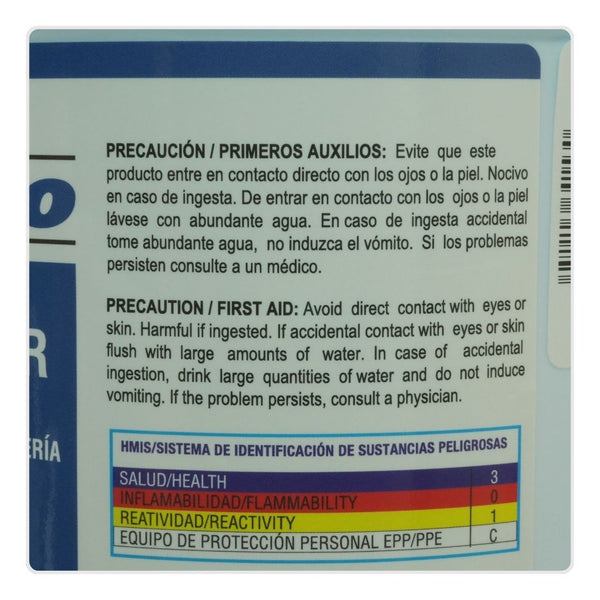 PRECAUCIÓN / PRIMEROS AUXILIOS: Evite que este
producto entre en contacto directo con los ojos o la piel. Nocivo
en caso de ingesta. De entrar en contacto con los ojos o la piel
lávese con abundante agua. En caso de ingesta accidental
tome abundante agua, no induzca el vómito. Si los problemas
persisten consulte a un médico.
PRECAUTION / FIRST AID: Avoid direct contact with eyes or
skin. Harmful if ingested. If accidental contact with eyes or skin
flush with large amounts of water. In case of accidental
ingestion, drink large quantities of water and do not induce
vomiting. If the problem persists, consult a physician.
o
R
ERÍA
HMIS/SISTEMA DE IDENTIFICACIÓN DE SUSTANCIAS PELIGROSAS
SALUD/HEALTH 3
INFLAMABILIDAD/FLAMMABILITY 0
REATIVIDAD/REACTIVITY 1
EQUIPO DE PROTECCIÓN PERSONAL EPP/PPE C